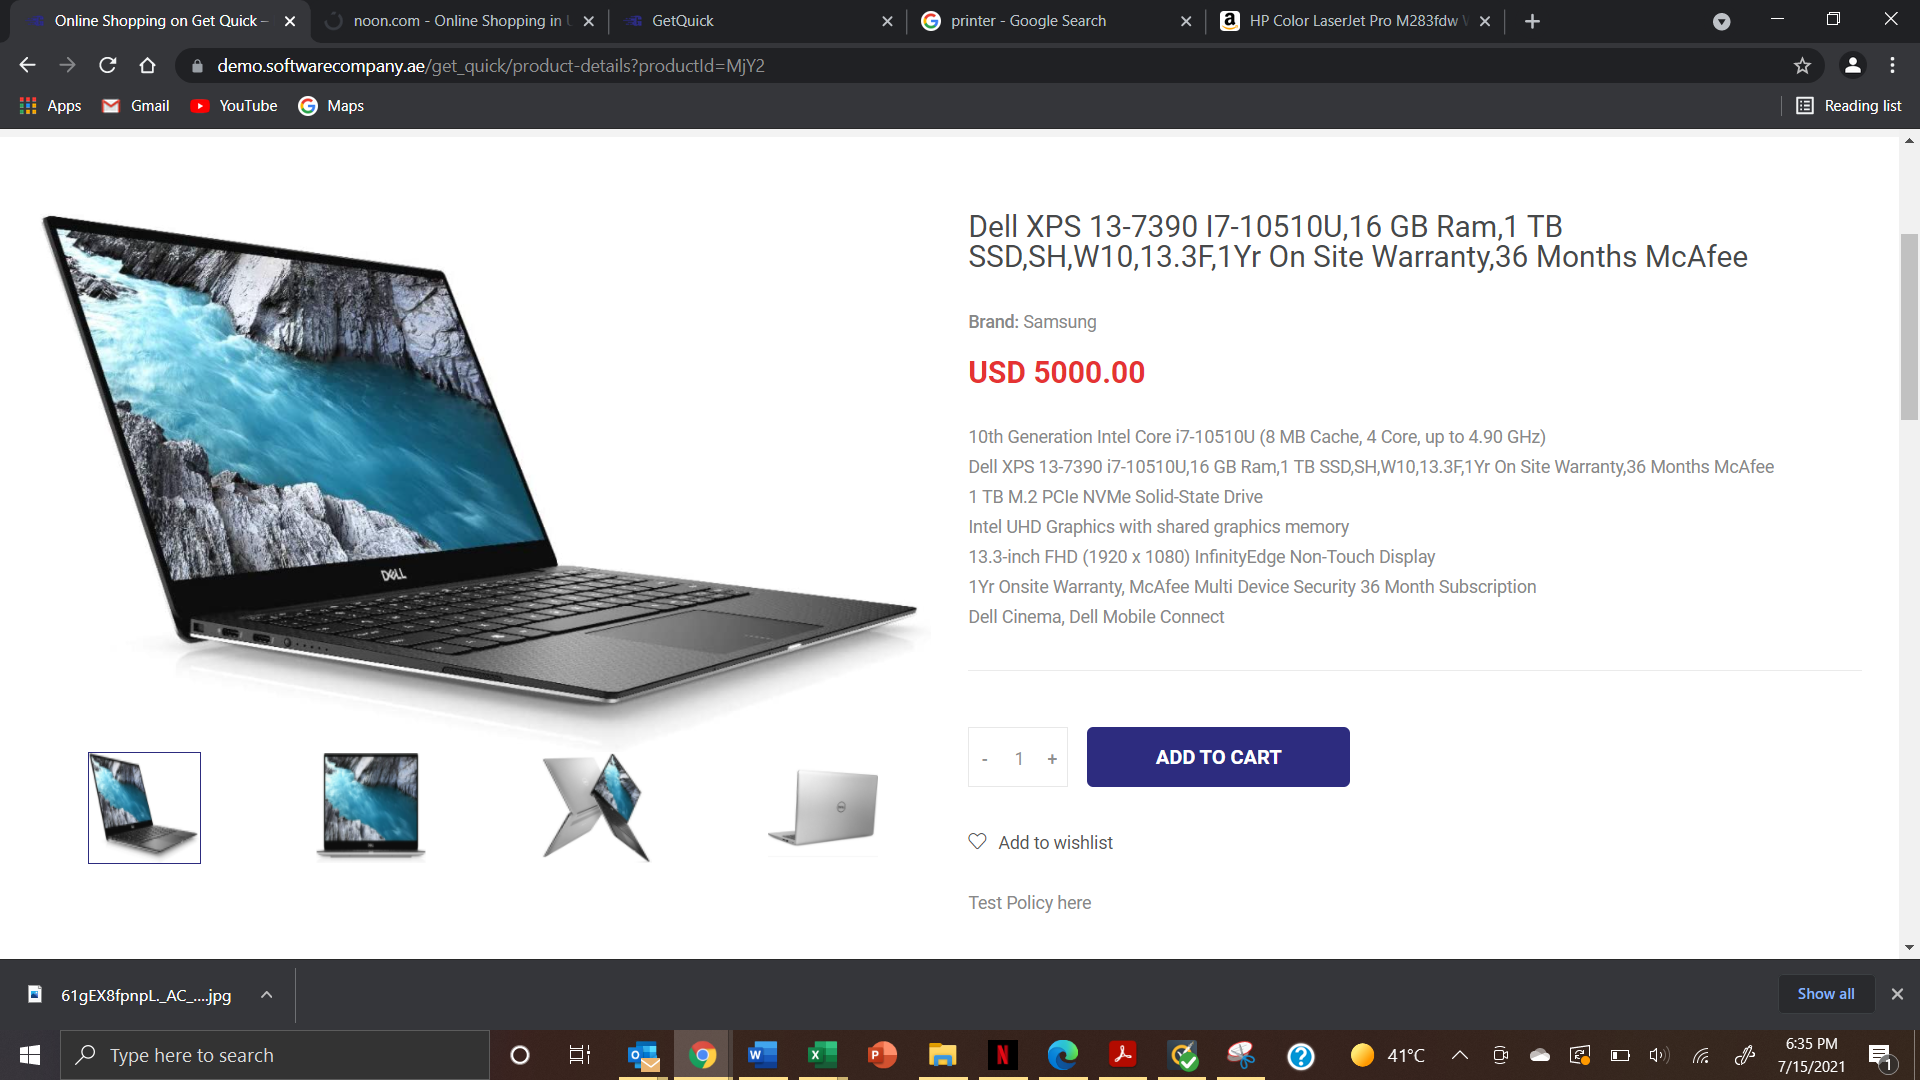 Online Shopping on Get Quick –
noon.com - Online Shopping in
GetQuick
printer - Google Search
HP Color LaserJet Pro M283fdw
demo.softwarecompany.ae/get_quick/product-details?productId=MjY2
Apps
Gmail
YouTube
Maps
Reading list
Dell XPS 13-7390 I7-10510U,16 GB Ram,1 TB
SSD,SH,W10,13.3F,1Yr On Site Warranty,36 Months McAfee
Brand: Samsung
USD 5000.00
10th Generation Intel Core i7-10510U (8 MB Cache, 4 Core, up to 4.90 GHz)
Dell XPS 13-7390 i7-10510U,16 GB Ram,1 TB SSD,SH,W10,13.3F,1Yr On Site Warranty,36 Months McAfee
1 TB M.2 PCIe NVMe Solid-State Drive
Intel UHD Graphics with shared graphics memory
13.3-inch FHD (1920 x 1080) InfinityEdge Non-Touch Display
1Yr Onsite Warranty, McAfee Multi Device Security 36 Month Subscription
Dell Cinema, Dell Mobile Connect
DELL
- 1 +
ADD TO CART
Add to wishlist
Test Policy here
61gEX8fpnpL._AC_....jpg
Show all
Type here to search
41°C
6:35 PM
7/15/2021
1